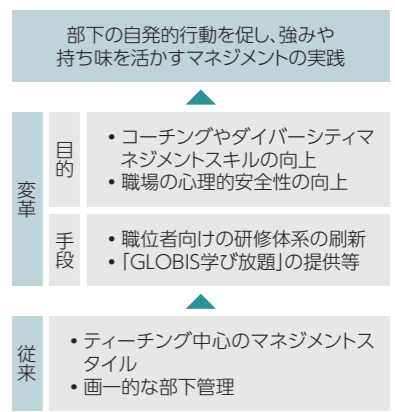 部下の自発的行動を促し、強みや
持ち味を活かすマネジメントの実践
変革
目的
• コーチングやダイバーシティマ
ネジメントスキルの向上
• 職場の心理的安全性の向上
手段
• 職位者向けの研修体系の刷新
• 「GLOBIS学び放題」の提供等
従来
• ティーチング中心のマネジメントス
タイル
• 画一的な部下管理